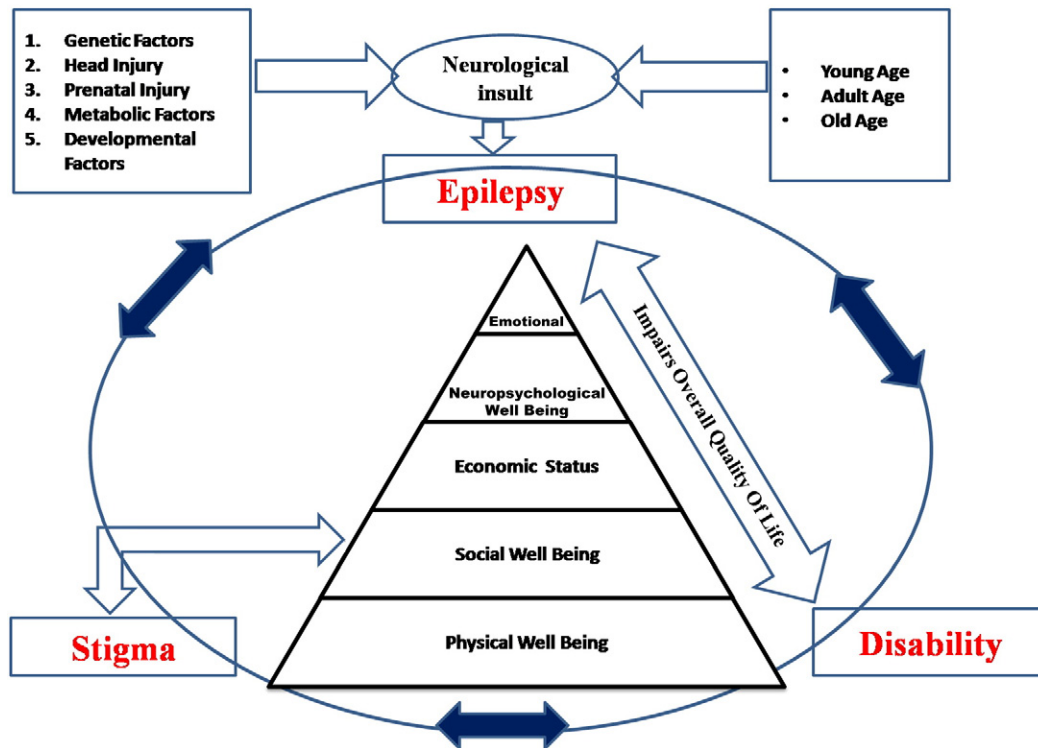 1. Genetic Factors
2. Head Injury
3. Prenatal Injury
4. Metabolic Factors
5. Developmental
Factors
Neurological
insult
• Young Age
• Adult Age
• Old Age
Epilepsy
Emotional
Neuropsychological
Well Being
Economic Status
Social Well Being
Physical Well Being
Impairs Overall Quality Of Life
Stigma
Disability